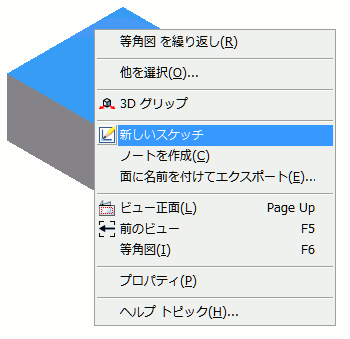 等角図 を繰り返し(R)
他を選択(O)...
3D グリップ
新しいスケッチ
ノートを作成(C)
面に名前を付けてエクスポート(E)...
ビュー正面(L) Page Up
前のビュー F5
等角図(I) F6
プロパティ(P)
ヘルプ トピック(H)...